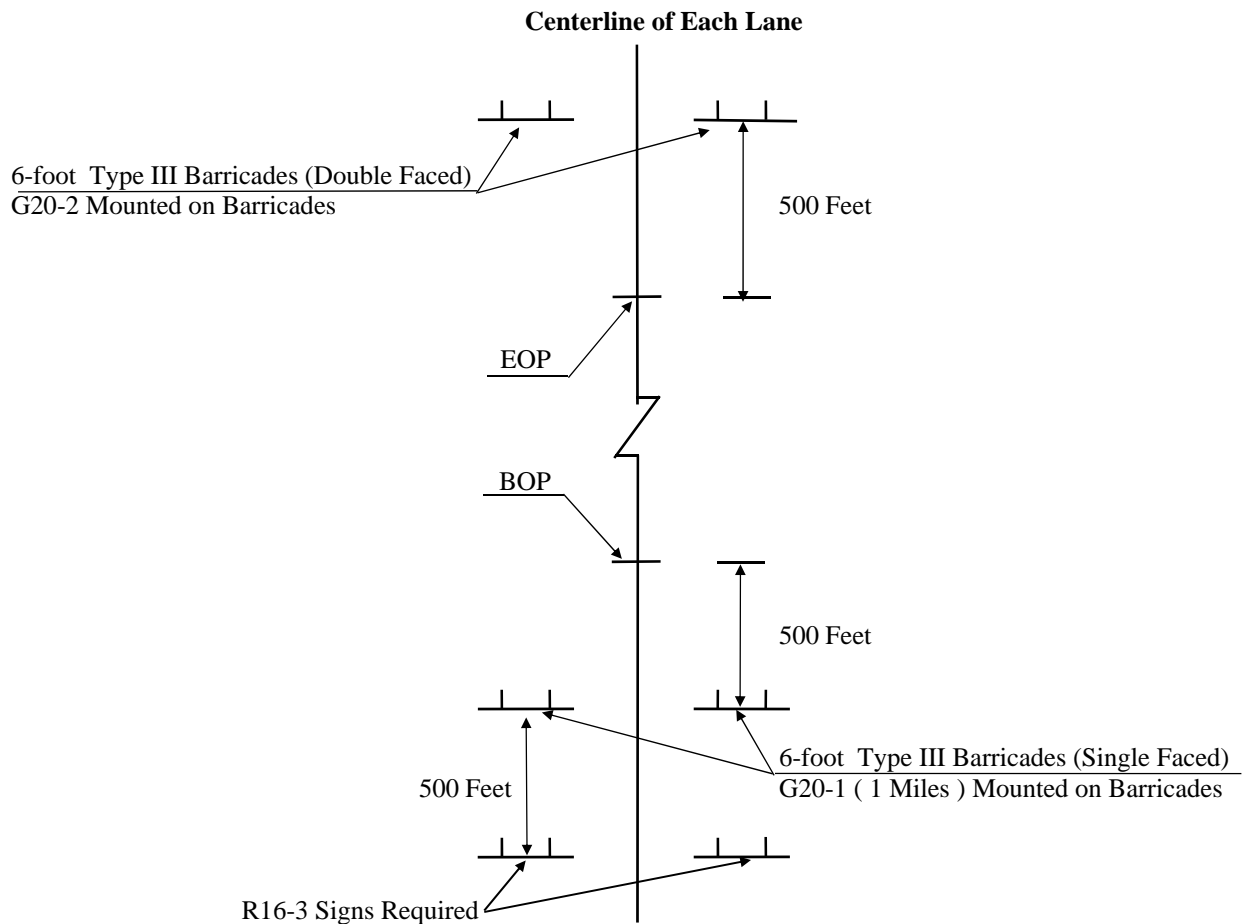 Centerline of Each Lane
6-foot Type III Barricades (Double Faced)
G20-2 Mounted on Barricades
500 Feet
EOP
BOP
500 Feet
6-foot Type III Barricades (Single Faced)
G20-1 ( 1 Miles ) Mounted on Barricades
500 Feet
R16-3 Signs Required